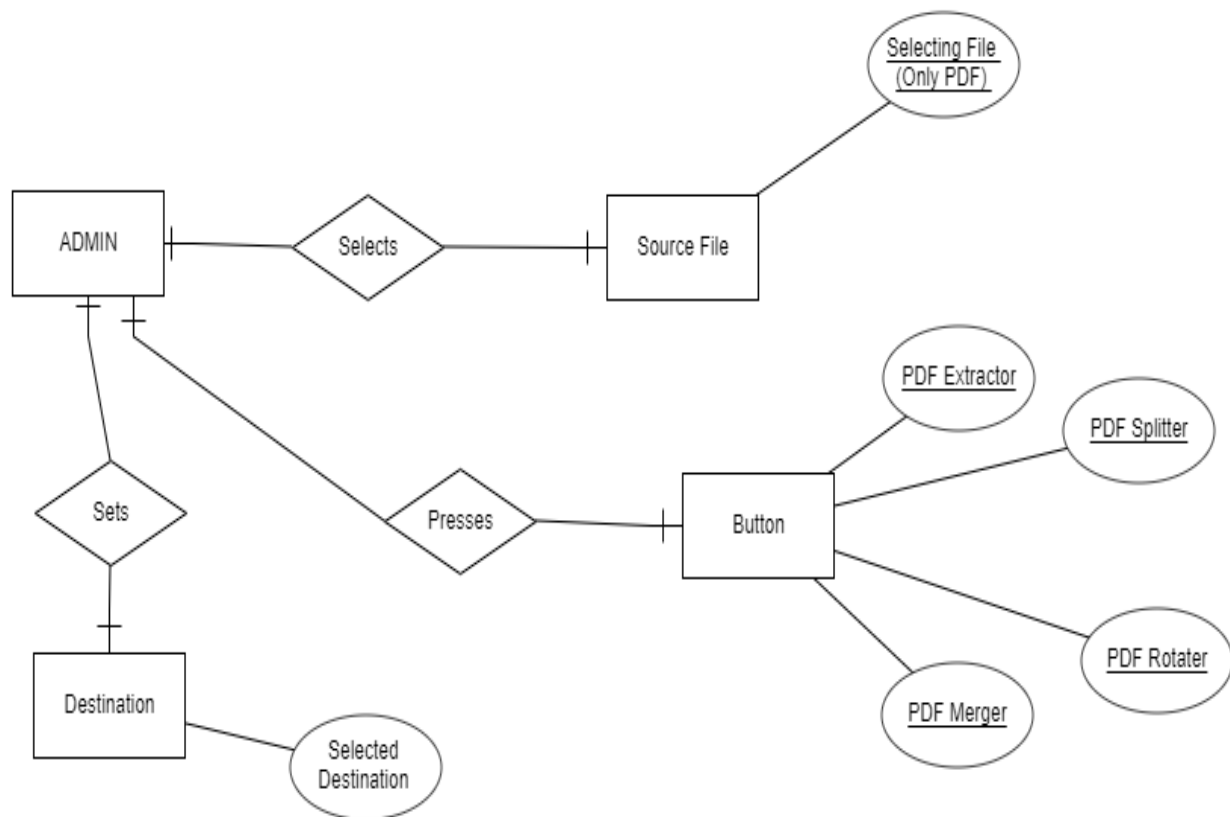 Selecting File
(Only PDF)
ADMIN
Selects
Source File
PDF Extractor
PDF Splitter
Sets
Presses
Button
PDF Rotater
Destination
PDF Merger
Selected
Destination